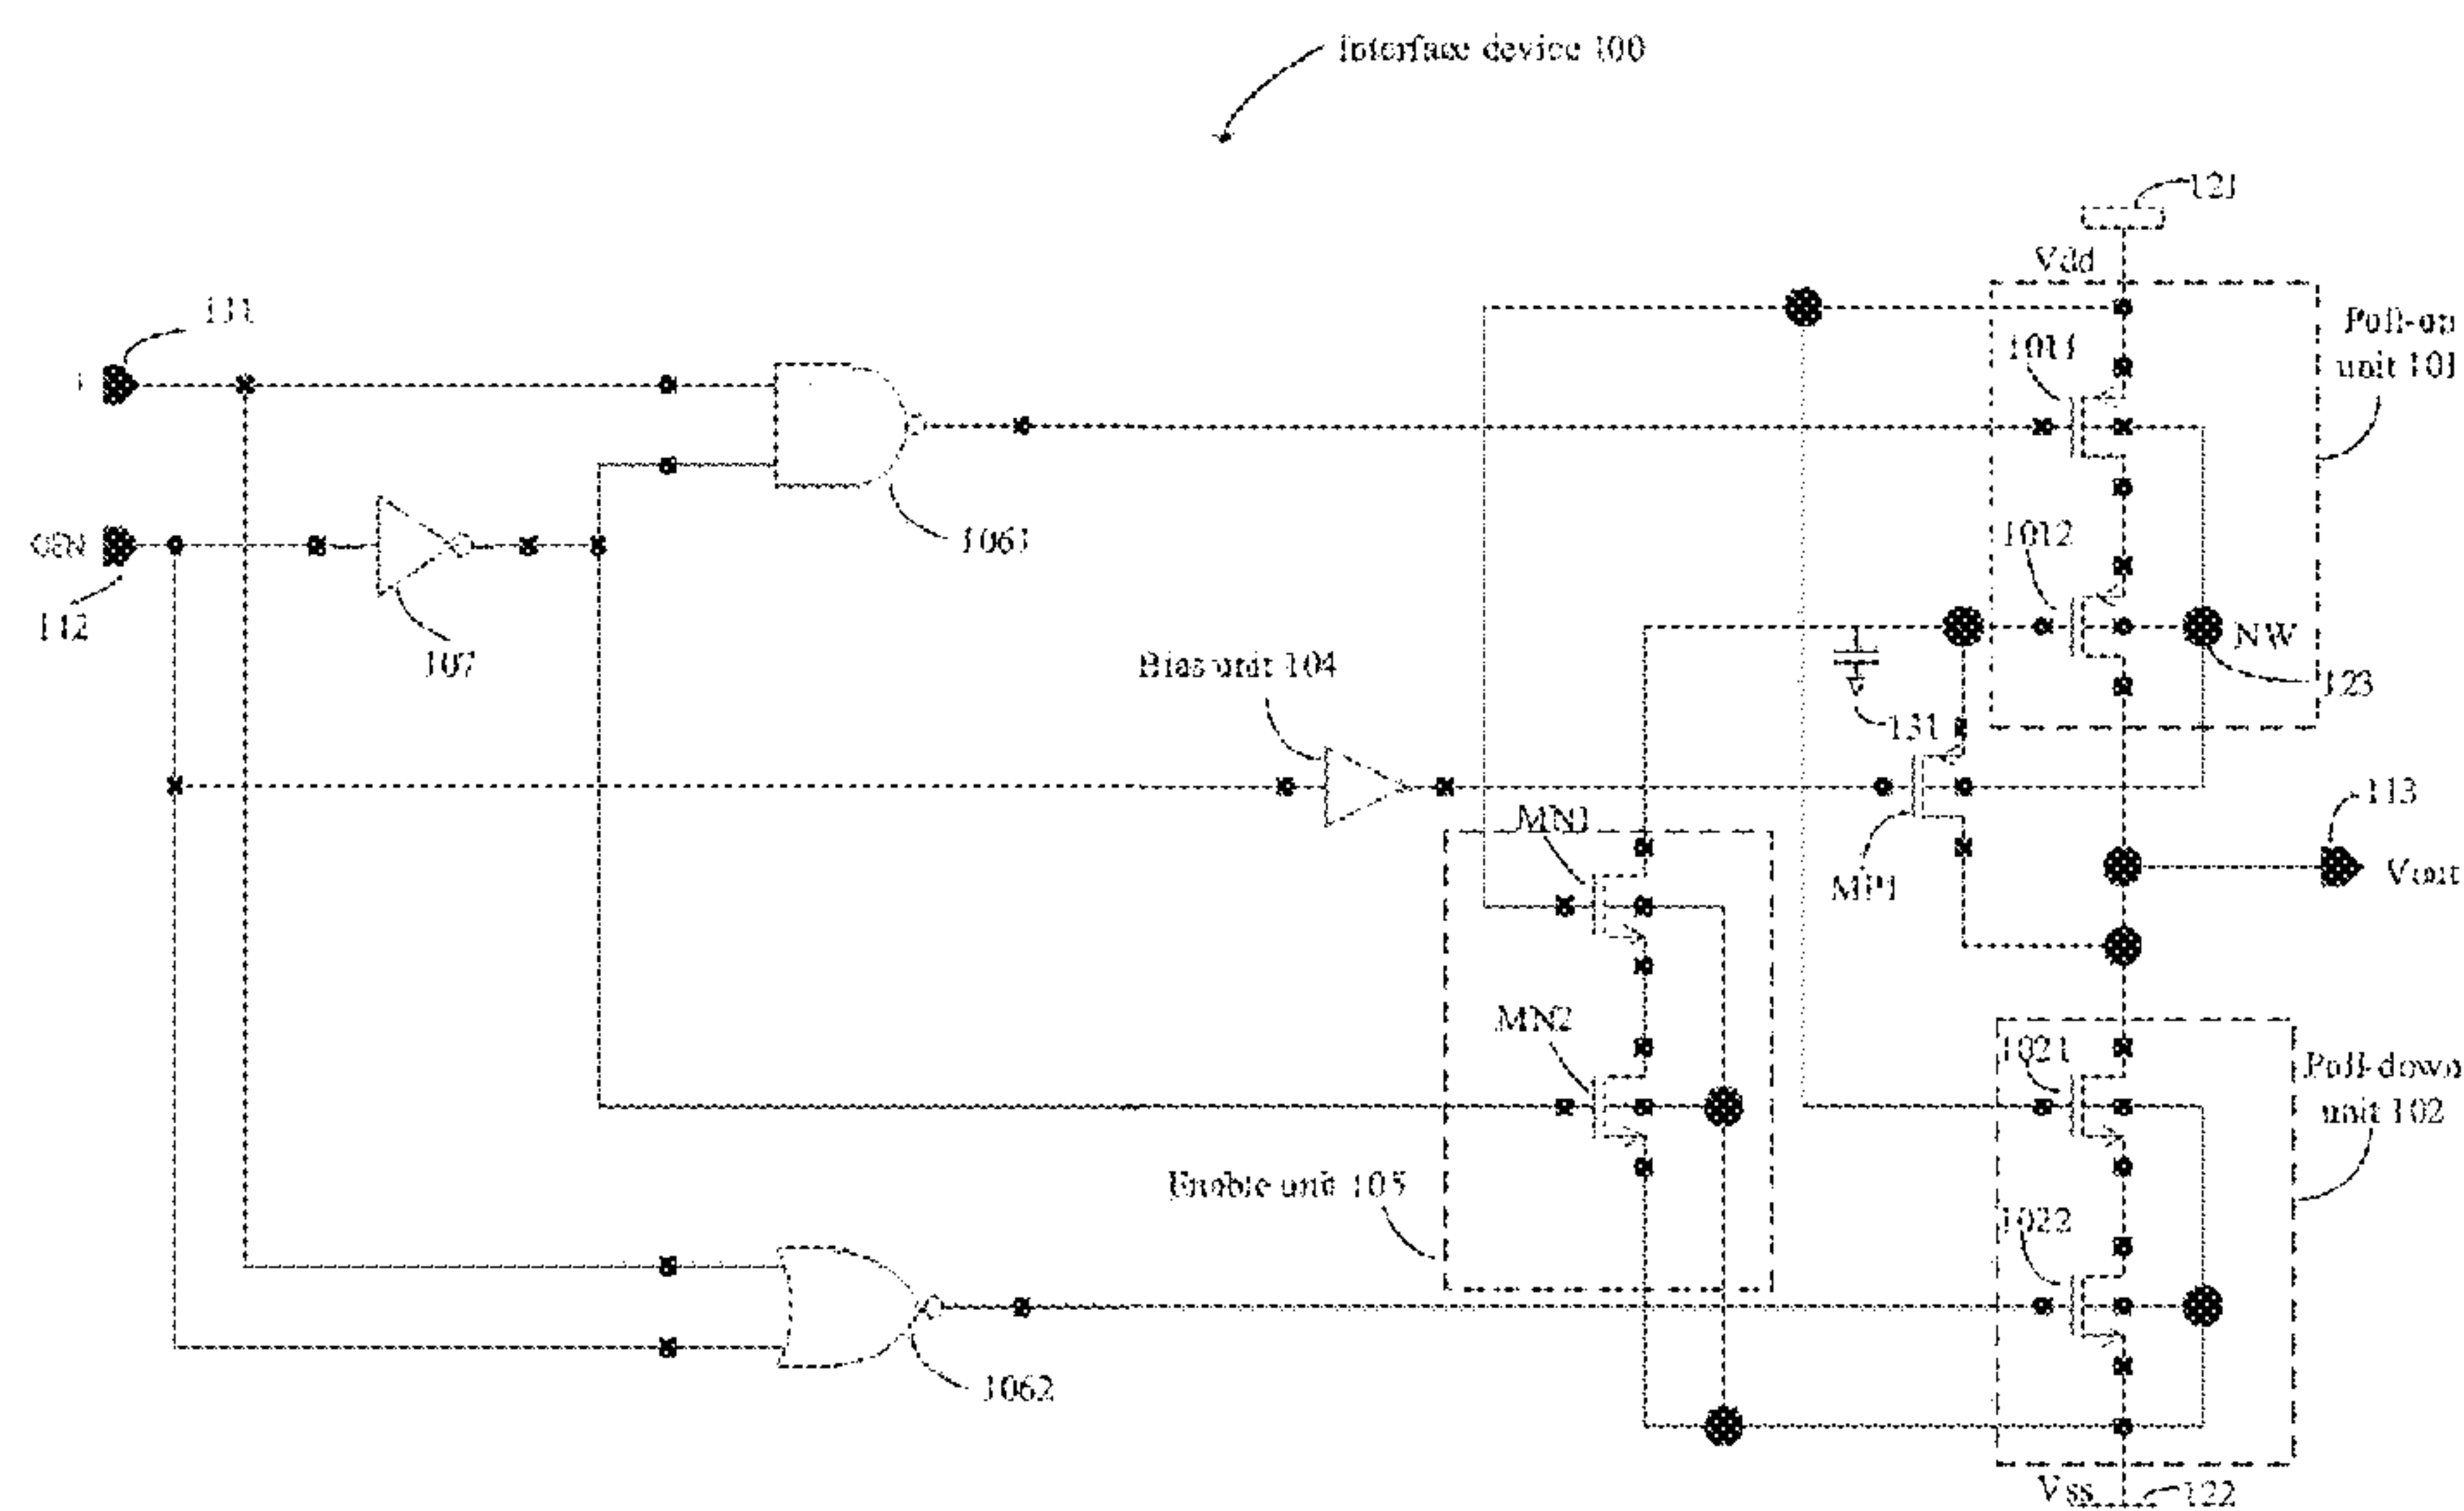 Interface device 100
121
Vdd
111
I
1011
Pull-up
unit 101
OEN
1061
1012
NW
112
107
Bias unit 104
123
131
MN1
113
MP1
Vout
MN2
1021
Pull-down
unit 102
Enable unit 105
1022
1062
Vss
122